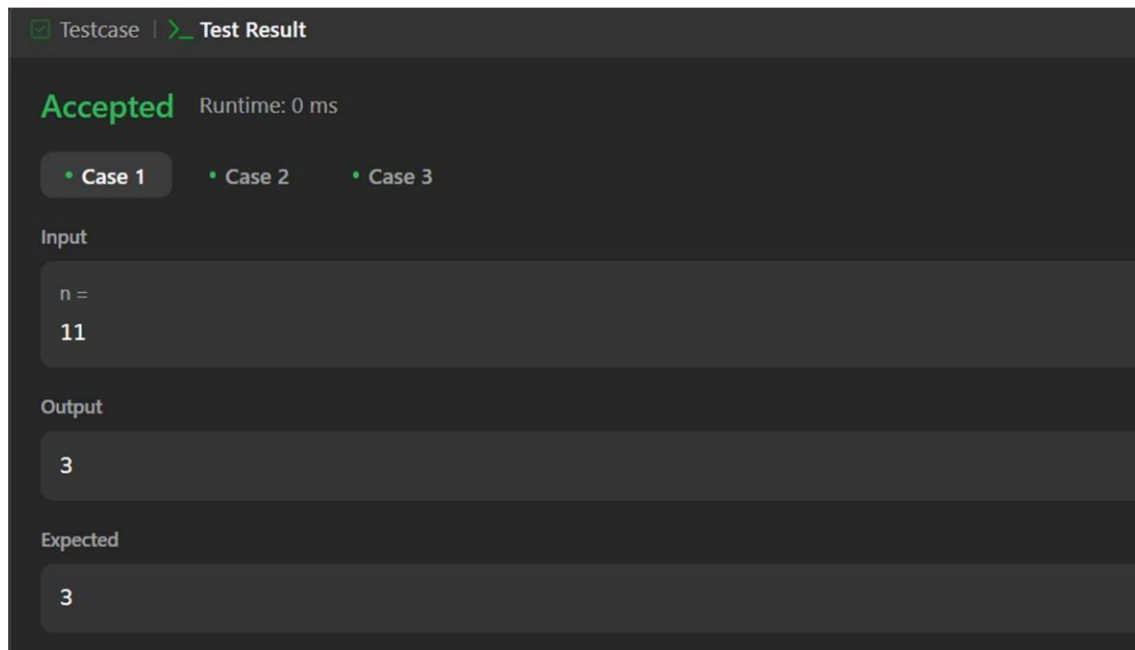 Testcase | >_ Test Result
Accepted Runtime: 0 ms
• Case 1 • Case 2 • Case 3
Input
n =
11
Output
3
Expected
3